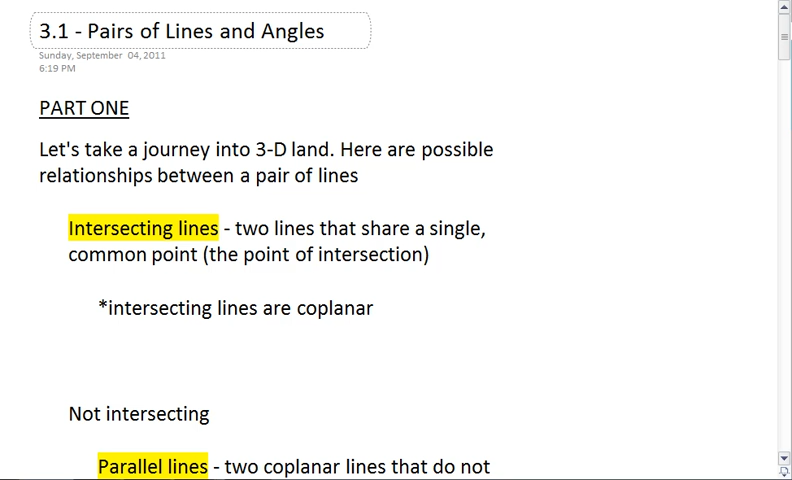 3.1 - Pairs of Lines and Angles
Sunday, September 04, 2011
6:19 PM
PART ONE
Let's take a journey into 3-D land. Here are possible
relationships between a pair of lines
Intersecting lines - two lines that share a single,
common point (the point of intersection)
*intersecting lines are coplanar
Not intersecting
Parallel lines - two coplanar lines that do not